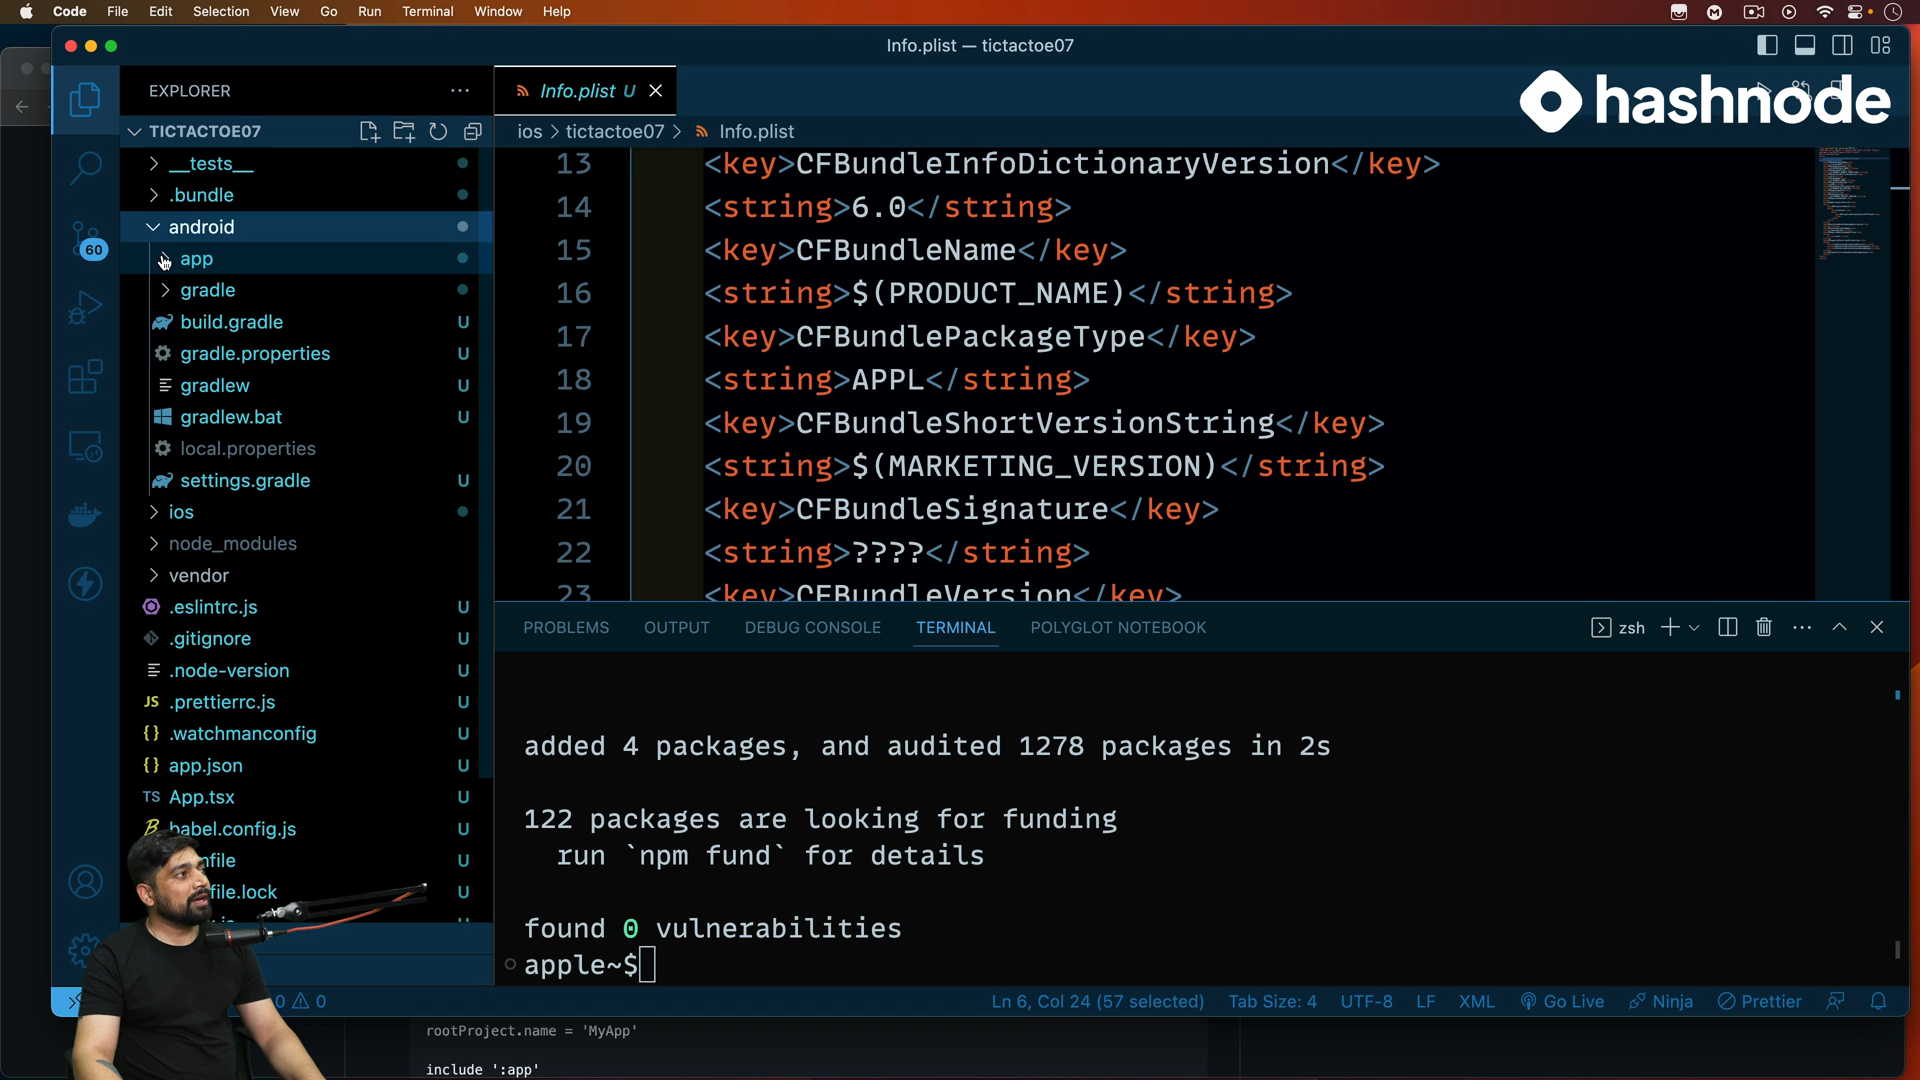 Code File Edit Selection View Go Run Terminal Window Help
Info.plist — tictactoe07
EXPLORER
Info.plist U
hashnode
TICTACTOE07
ios > tictactoe07 > Info.plist
__tests__
.bundle
android
app
gradle
build.gradle U
gradle.properties U
gradlew U
gradlew.bat U
local.properties
settings.gradle U
ios
node_modules
vendor
.eslintrc.js U
.gitignore U
.node-version U
JS .prettierrc.js U
{} .watchmanconfig U
{} app.json U
TS App.tsx U
babel.config.js U
file U
file.lock U
60
13 <key>CFBundleInfoDictionaryVersion</key>
14 <string>6.0</string>
15 <key>CFBundleName</key>
16 <string>$(PRODUCT_NAME)</string>
17 <key>CFBundlePackageType</key>
18 <string>APPL</string>
19 <key>CFBundleShortVersionString</key>
20 <string>$(MARKETING_VERSION)</string>
21 <key>CFBundleSignature</key>
22 <string>????</string>
23 <key>CFBundleVersion</key>
PROBLEMS OUTPUT DEBUG CONSOLE TERMINAL POLYGLOT NOTEBOOK
zsh
added 4 packages, and audited 1278 packages in 2s
122 packages are looking for funding
run `npm fund` for details
found 0 vulnerabilities
apple~$
0 0
Ln 6, Col 24 (57 selected) Tab Size: 4 UTF-8 LF XML Go Live Ninja Prettier
rootProject.name = 'MyApp'
include ':app'